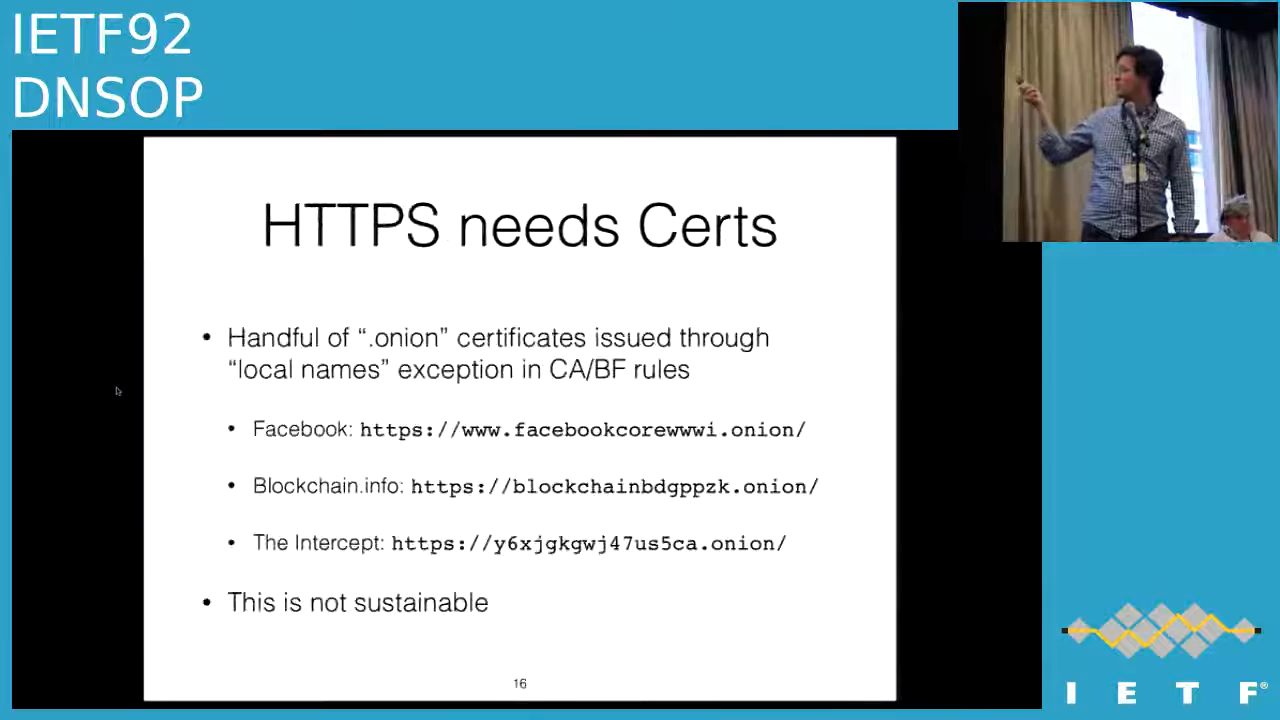 IETF92
DNSOP
HTTPS needs Certs
• Handful of “.onion” certificates issued through
“local names” exception in CA/BF rules
• Facebook: https://www.facebookcorewwwi.onion/
• Blockchain.info: https://blockchainbdgppzk.onion/
• The Intercept: https://y6xjgkgwj47us5ca.onion/
• This is not sustainable
16
I E T F®